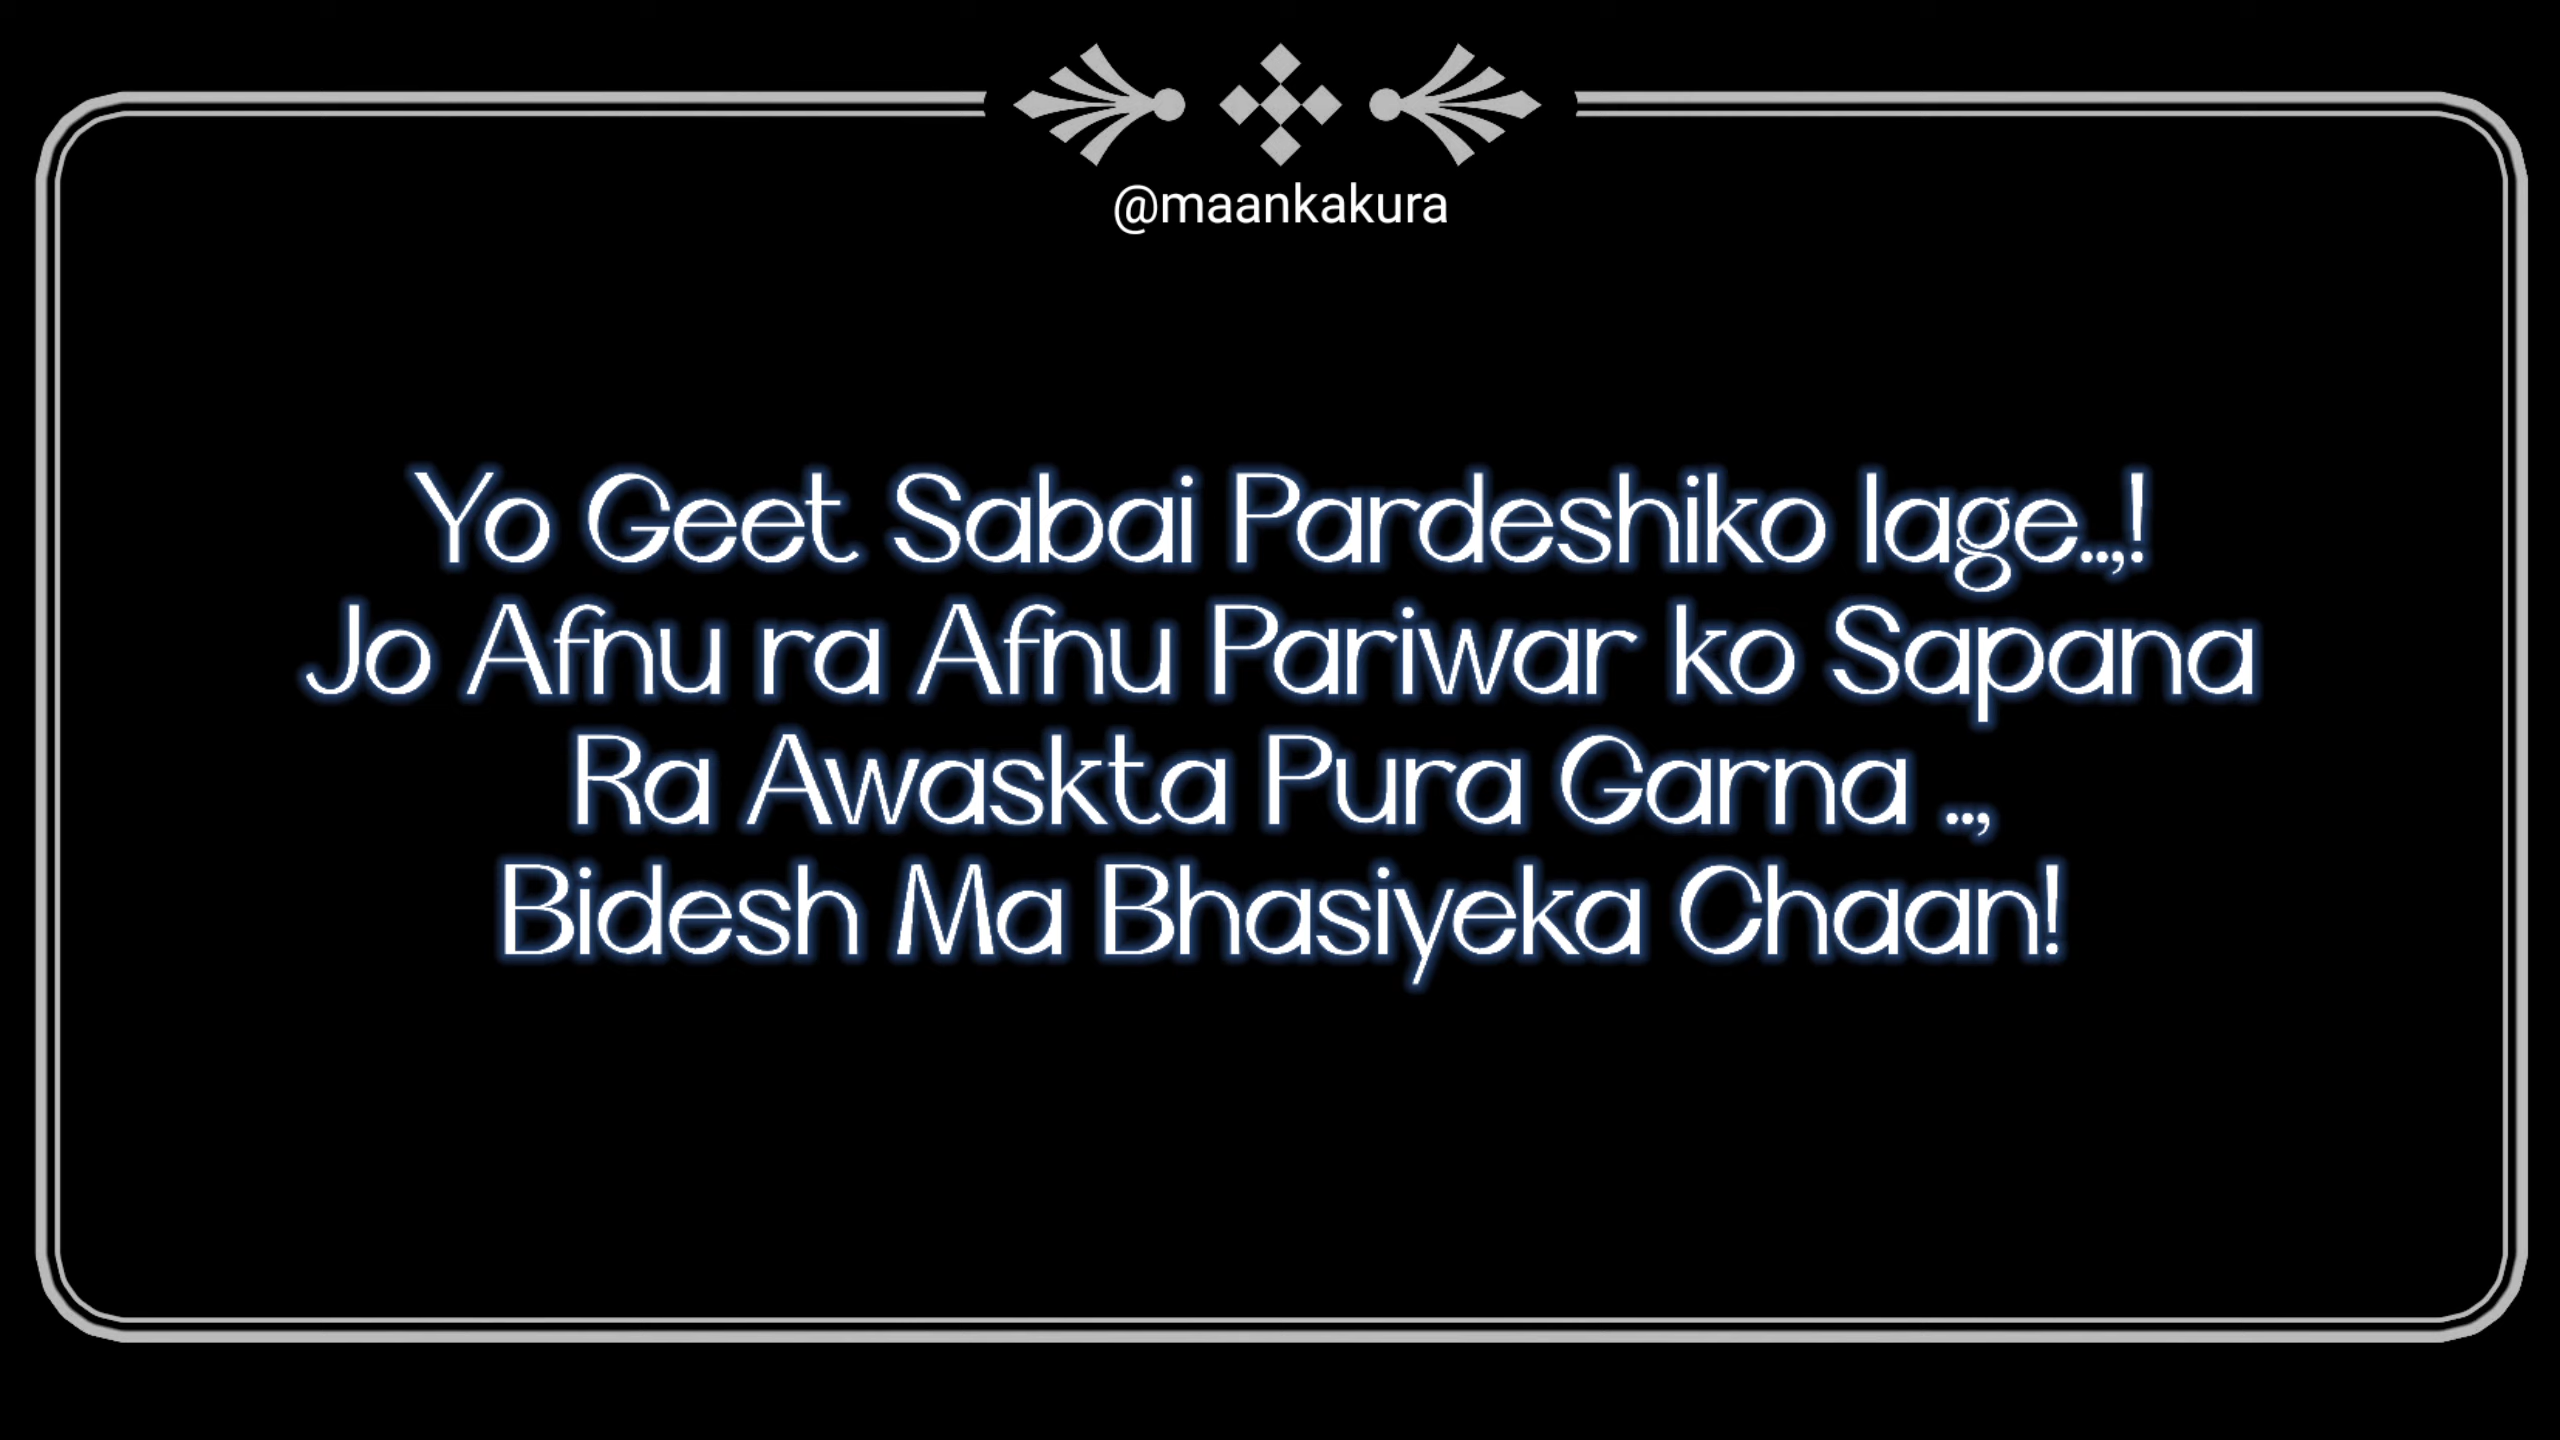 @maankakura
Yo Geet Sabai Pardeshiko lage..,!
Jo Afnu ra Afnu Pariwar ko Sapana
Ra Awaskta Pura Garna ..,
Bidesh Ma Bhasiyeka Chaan!